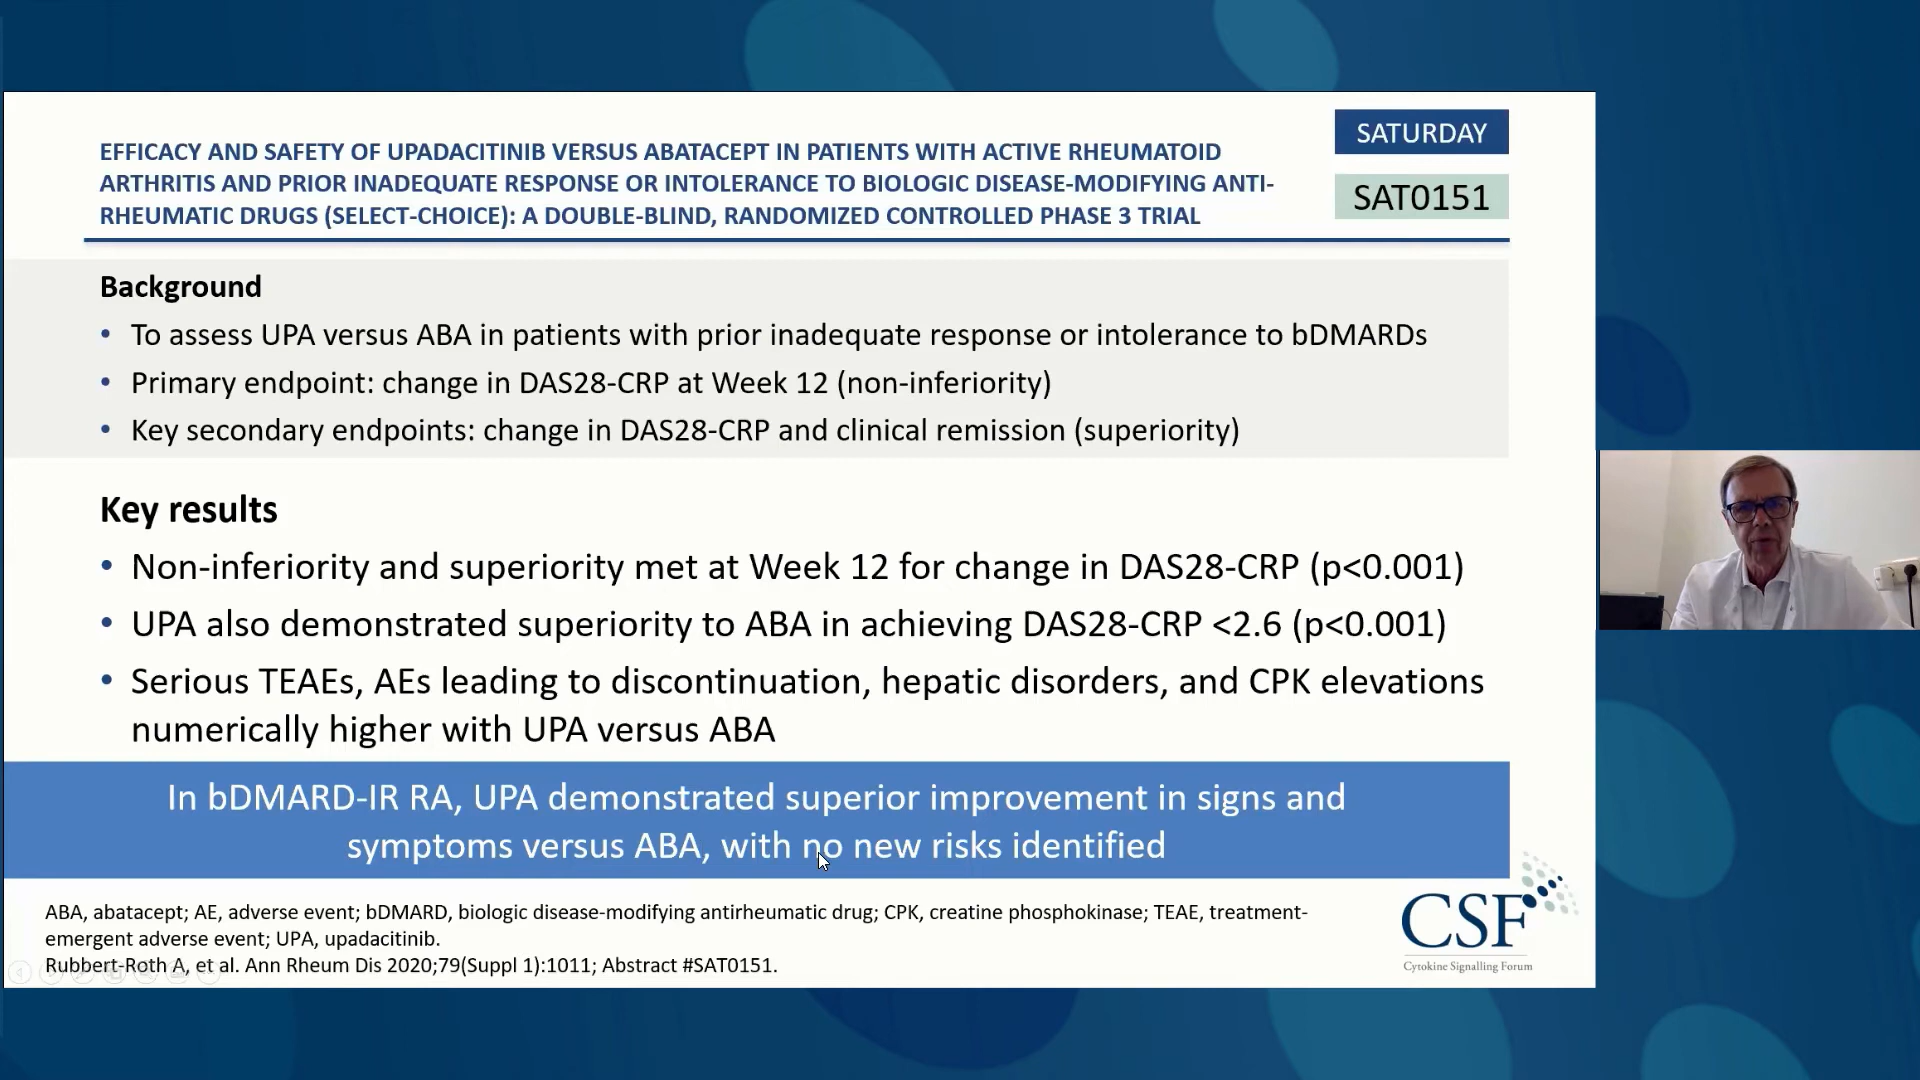 EFFICACY AND SAFETY OF UPADACITINIB VERSUS ABATACEPT IN PATIENTS WITH ACTIVE RHEUMATOID
ARTHRITIS AND PRIOR INADEQUATE RESPONSE OR INTOLERANCE TO BIOLOGIC DISEASE-MODIFYING ANTI-
RHEUMATIC DRUGS (SELECT-CHOICE): A DOUBLE-BLIND, RANDOMIZED CONTROLLED PHASE 3 TRIAL
SATURDAY
SAT0151
Background
• To assess UPA versus ABA in patients with prior inadequate response or intolerance to bDMARDs
• Primary endpoint: change in DAS28-CRP at Week 12 (non-inferiority)
• Key secondary endpoints: change in DAS28-CRP and clinical remission (superiority)
Key results
• Non-inferiority and superiority met at Week 12 for change in DAS28-CRP (p<0.001)
• UPA also demonstrated superiority to ABA in achieving DAS28-CRP <2.6 (p<0.001)
• Serious TEAEs, AEs leading to discontinuation, hepatic disorders, and CPK elevations
numerically higher with UPA versus ABA
In bDMARD-IR RA, UPA demonstrated superior improvement in signs and
symptoms versus ABA, with no new risks identified
ABA, abatacept; AE, adverse event; bDMARD, biologic disease-modifying antirheumatic drug; CPK, creatine phosphokinase; TEAE, treatment-
emergent adverse event; UPA, upadacitinib.
Rubbert-Roth A, et al. Ann Rheum Dis 2020;79(Suppl 1):1011; Abstract #SAT0151.
CSF
Cytokine Signalling Forum